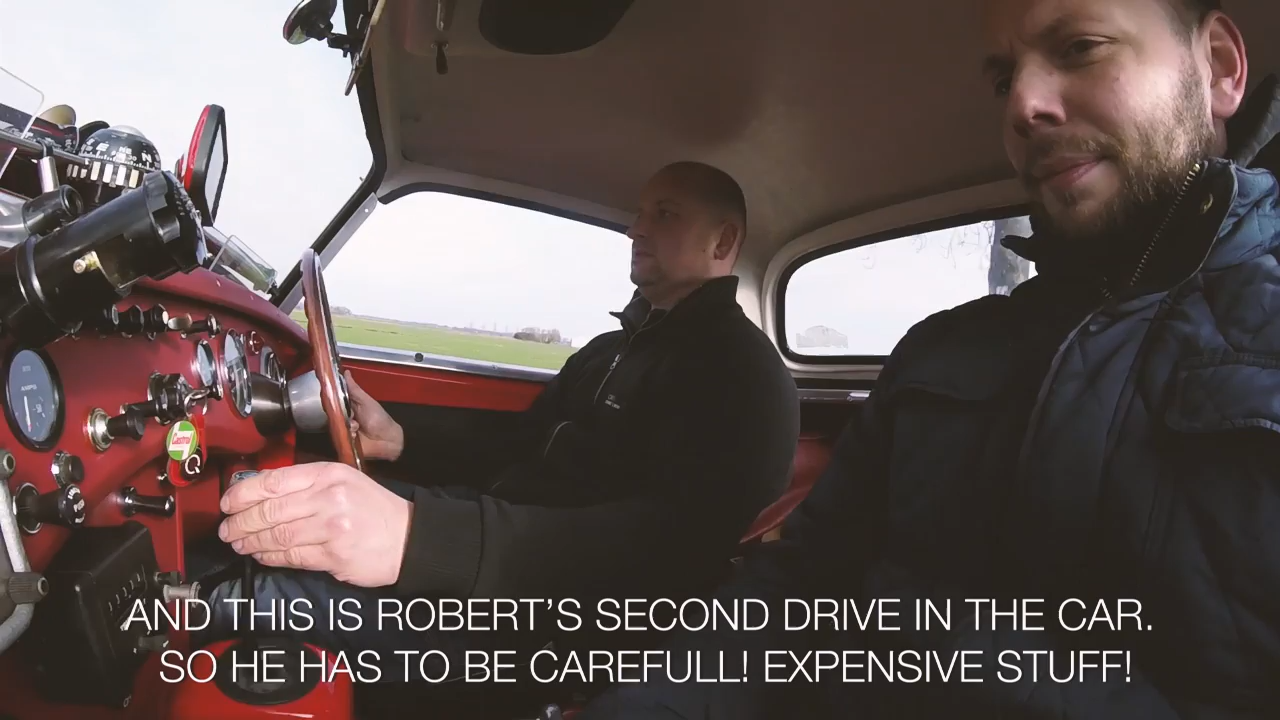 Castrol
AND THIS IS ROBERT'S SECOND DRIVE IN THE CAR.
SO HE HAS TO BE CAREFULL! EXPENSIVE STUFF!